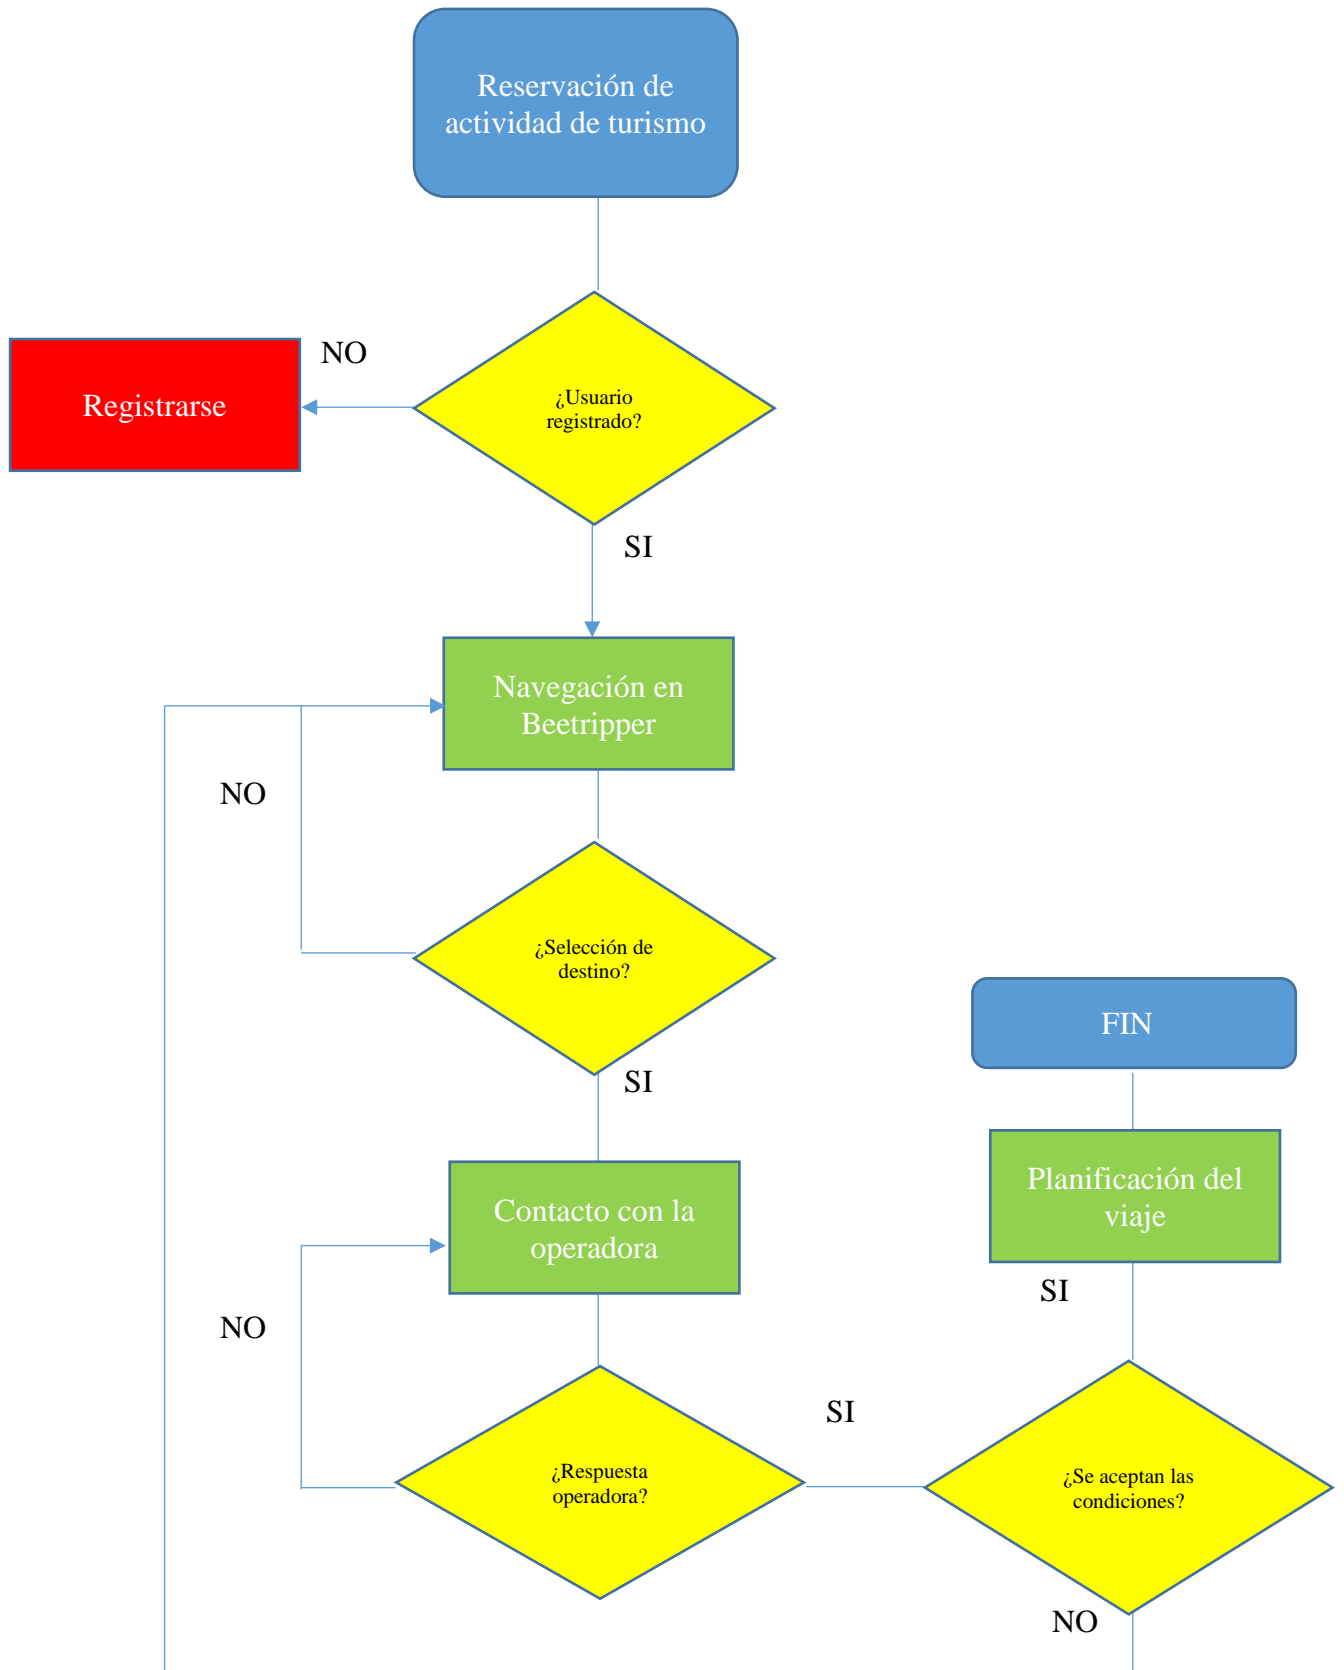 Reservación de
actividad de turismo
NO
Registrarse
¿Usuario
registrado?
SI
Navegación en
Beetripper
NO
¿Selección de
destino?
SI
Contacto con la
operadora
NO
¿Respuesta
operadora?
SI
¿Se aceptan las
condiciones?
NO
SI
Planificación del
viaje
FIN